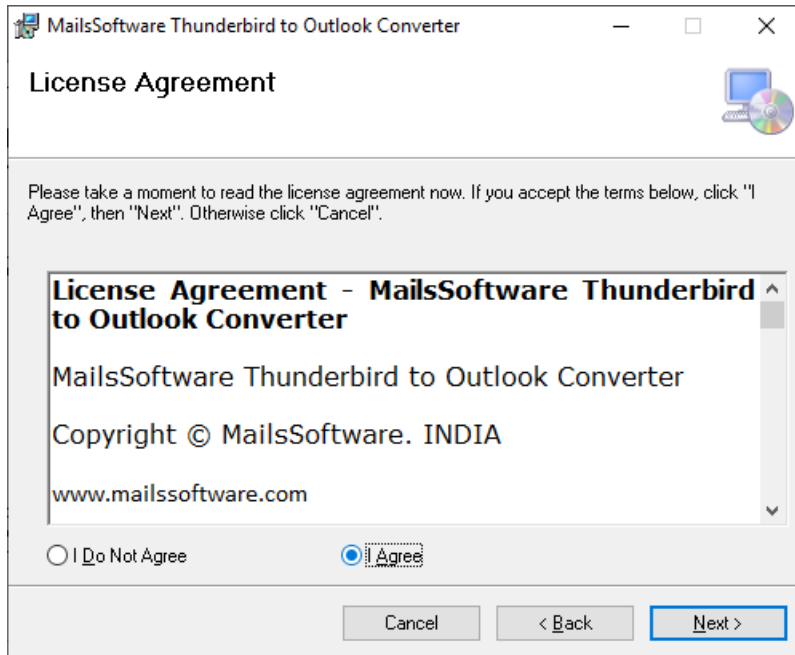 MailsSoftware Thunderbird to Outlook Converter
License Agreement
Please take a moment to read the license agreement now. If you accept the terms below, click "I
Agree", then "Next". Otherwise click "Cancel".
License Agreement - MailsSoftware Thunderbird
to Outlook Converter
MailsSoftware Thunderbird to Outlook Converter
Copyright © MailsSoftware. INDIA
www.mailssoftware.com
I Do Not Agree
I Agree
Cancel
< Back
Next >